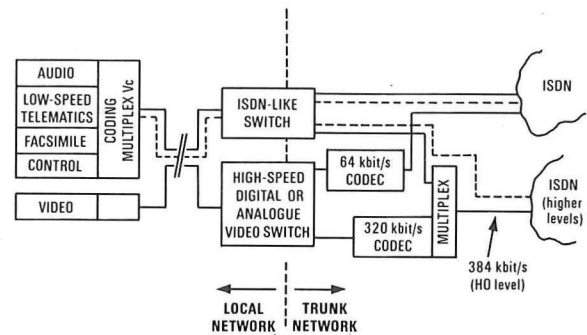 AUDIO
LOW-SPEED
TELEMATICS
FACSIMILE
CONTROL
CODING
MULTIPLEX Vc
VIDEO
ISDN-LIKE
SWITCH
HIGH-SPEED
DIGITAL OR
ANALOGUE
VIDEO SWITCH
64 kbit/s
CODEC
320 kbit/s
CODEC
MULTIPLEX
ISDN
ISDN
(higher
levels)
384 kbit/s
(HO level)
LOCAL
NETWORK
TRUNK
NETWORK